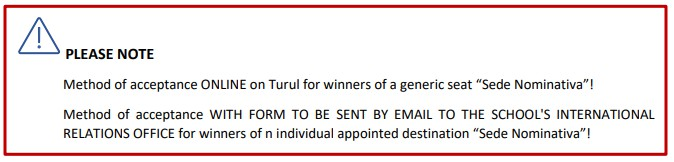 PLEASE NOTE
Method of acceptance ONLINE on Turul for winners of a generic seat “Sede Nominativa”!
Method of acceptance WITH FORM TO BE SENT BY EMAIL TO THE SCHOOL'S INTERNATIONAL
RELATIONS OFFICE for winners of n individual appointed destination “Sede Nominativa”!